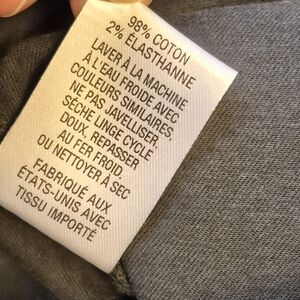 98% COTON
2% ÉLASTHANNE
LAVER À LA MACHINE
À L'EAU FROIDE AVEC
COULEURS SIMILAIRES,
NE PAS JAVELLISER,
SÈCHE LINGE CYCLE
DOUX. REPASSER
AU FER FROID.
OU NETTOYER À SEC
FABRIQUÉ AUX
ÉTATS-UNIS AVEC
TISSU IMPORTÉ